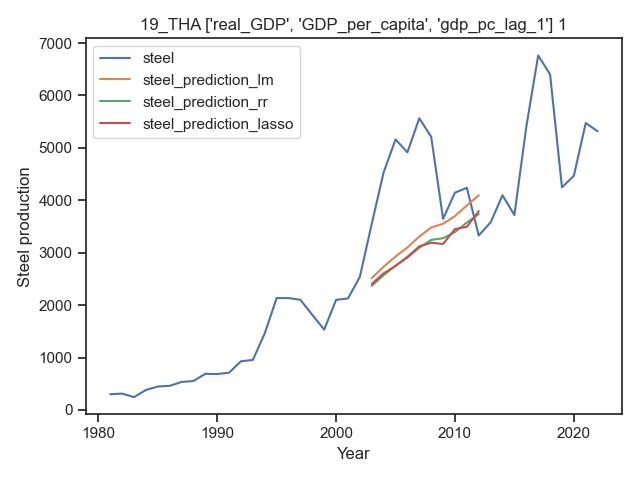 19_THA ['real_GDP', 'GDP_per_capita', 'gdp_pc_lag_1'] 1
steel
steel_prediction_lm
steel_prediction_rr
steel_prediction_lasso
Steel production
7000
6000
5000
4000
3000
2000
1000
0
1980
1990
2000
2010
2020
Year